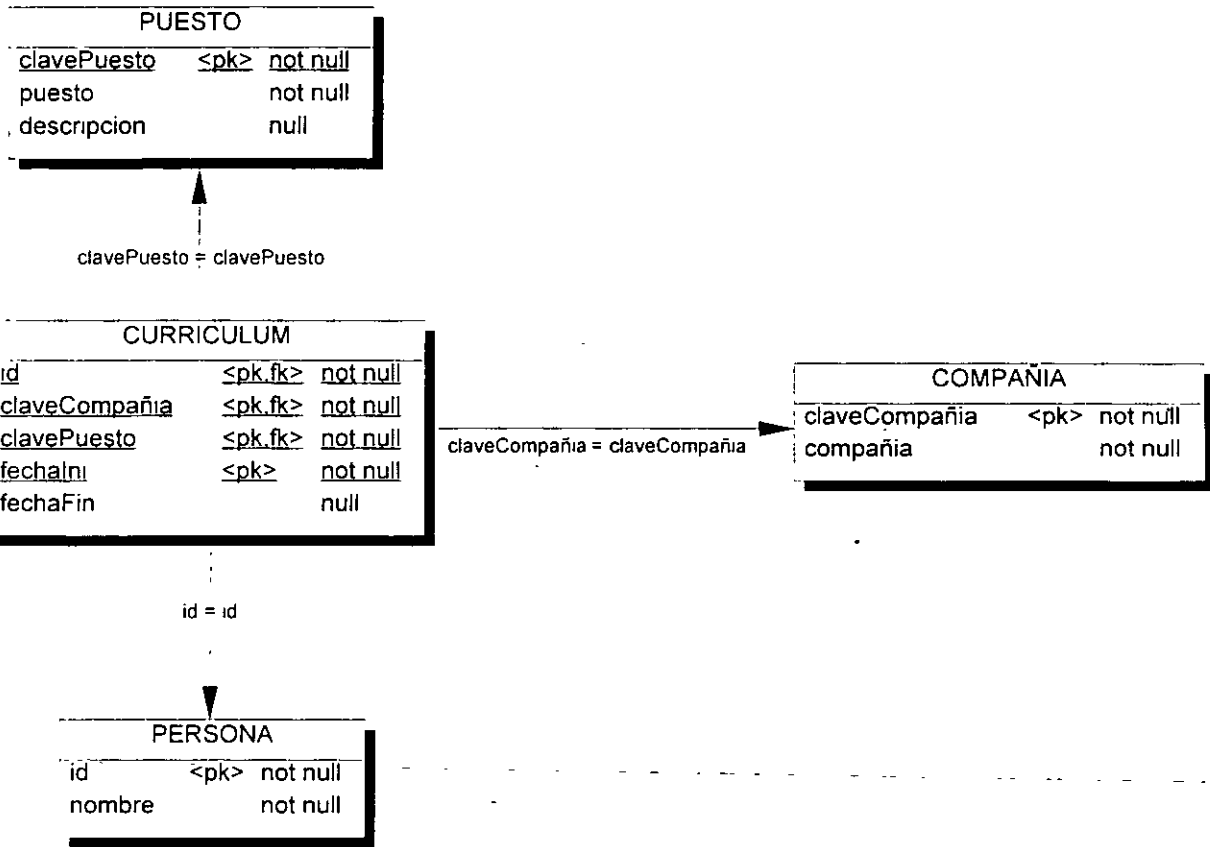 PUESTO
clavePuesto <pk> not null
puesto not null
descripcion null
clavePuesto = clavePuesto
CURRICULUM
id <pk,fk> not null
claveCompañia <pk,fk> not null
clavePuesto <pk,fk> not null
fechaIni <pk> not null
fechaFin null
claveCompañia = claveCompañia
COMPAÑIA
claveCompañia <pk> not null
compañia not null
id = id
PERSONA
id <pk> not null
nombre not null